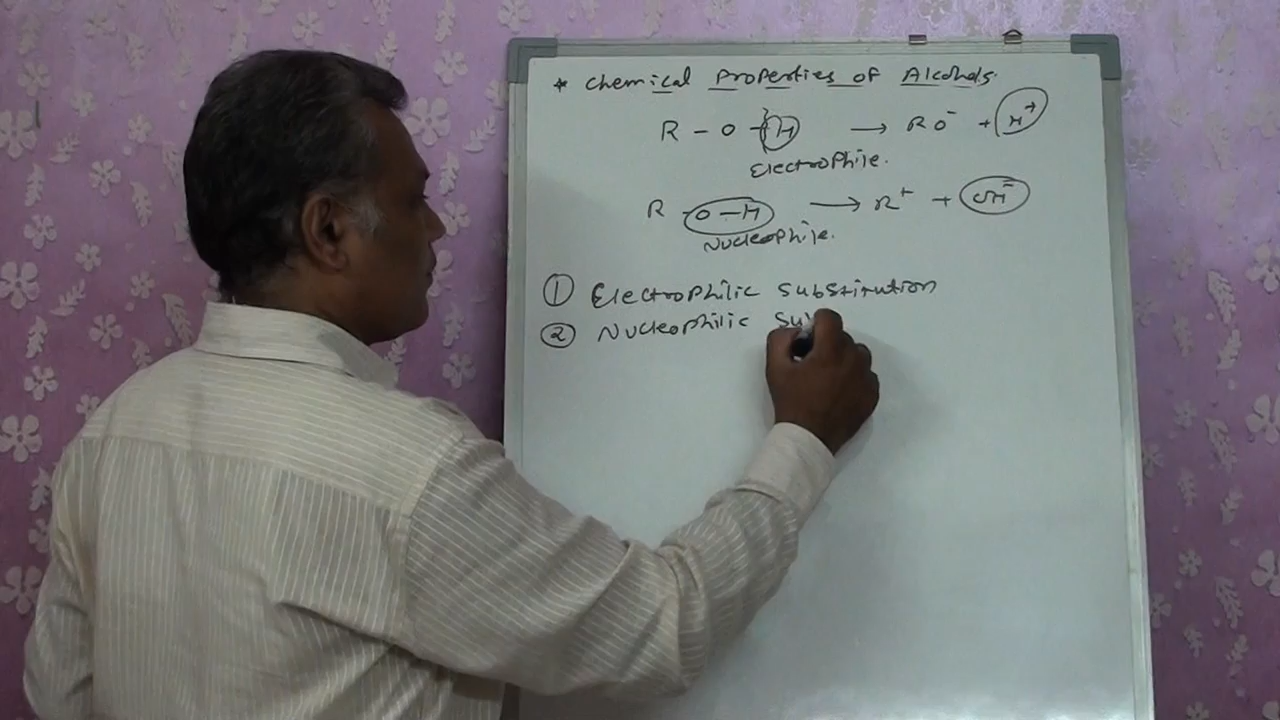 * Chemical Properties of Alcohols.
R - O - H → RO⁻ + H⁺
Electrophile.
R - O - H → R⁺ + OH⁻
Nucleophile.
① Electrophilic Substitution
② Nucleophilic Su